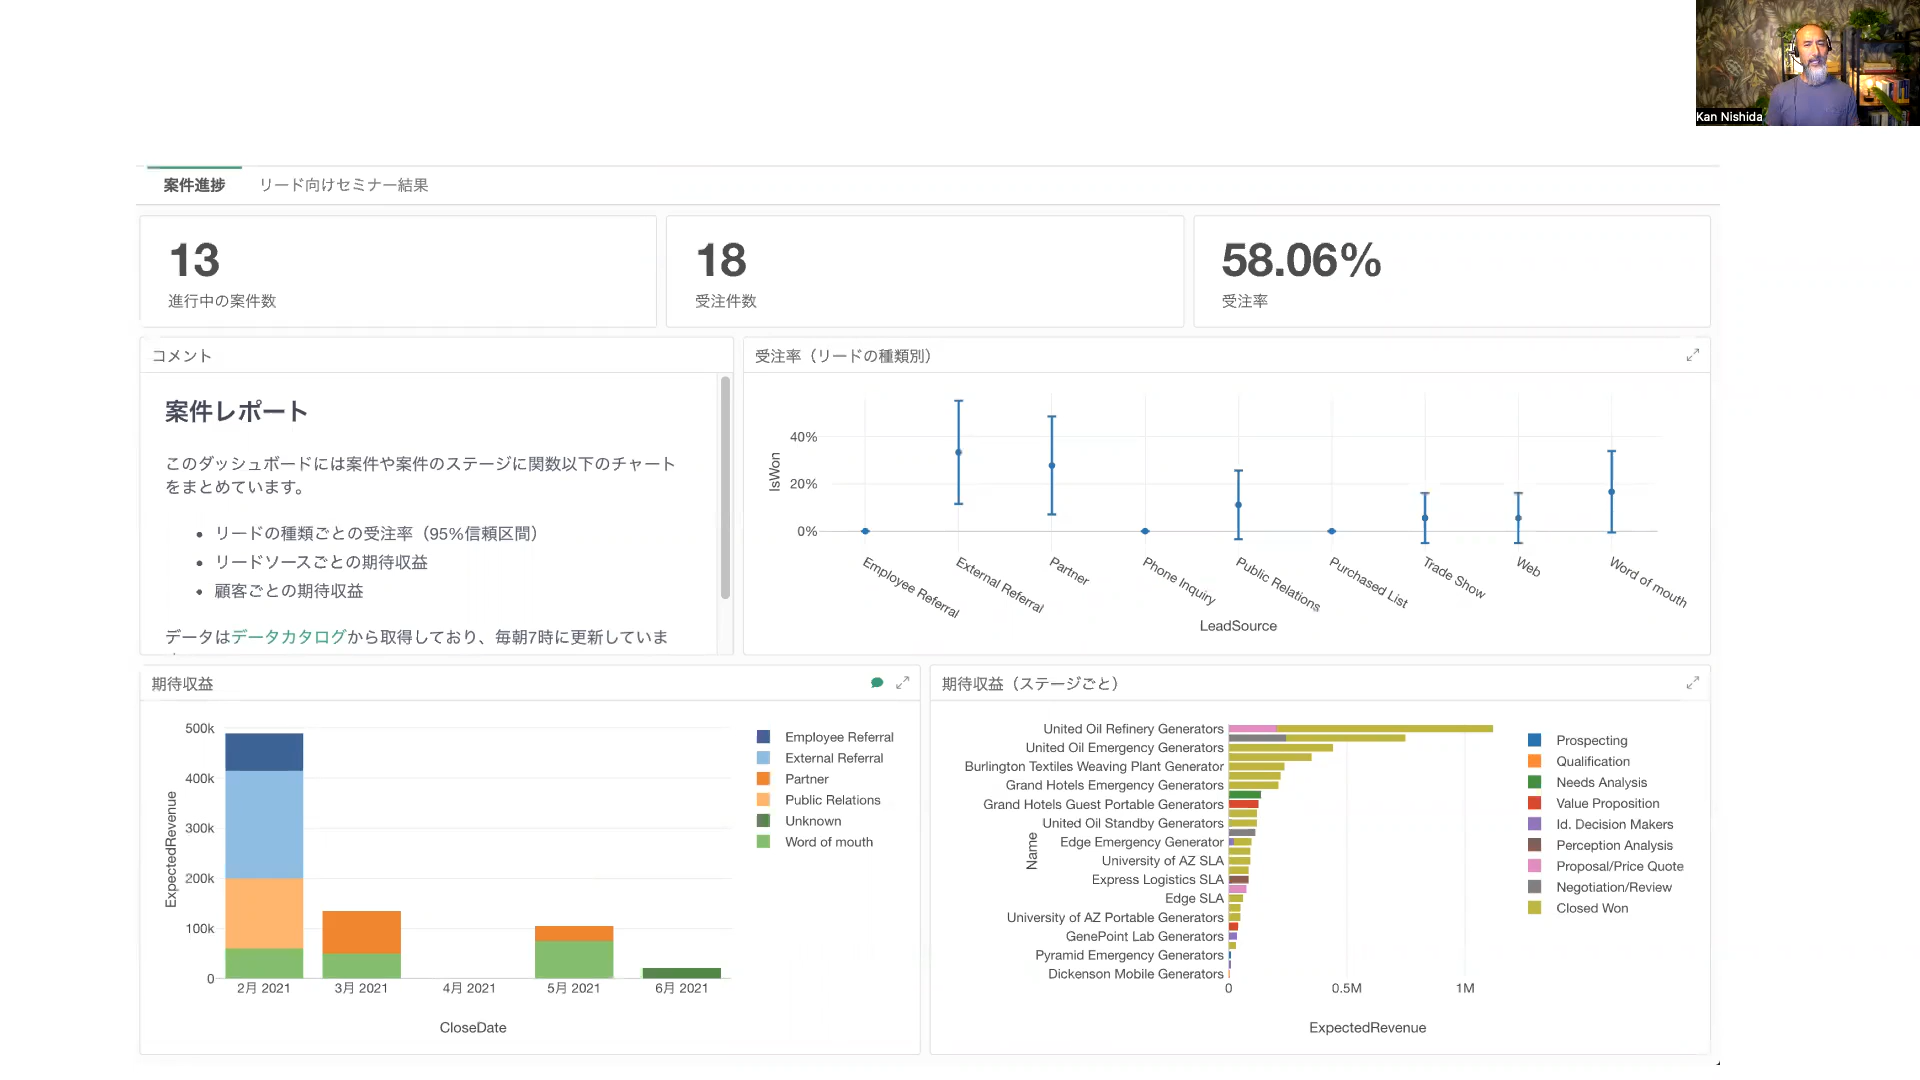 Kan Nishida
案件進捗
リード向けセミナー結果
13
進行中の案件数
18
受注件数
58.06%
受注率
コメント
案件レポート
このダッシュボードには案件や案件のステージに関数以下のチャート
をまとめています。
リードの種類ごとの受注率（95%信頼区間）
リードソースごとの期待収益
顧客ごとの期待収益
データはデータカタログから取得しており、毎朝7時に更新していま
受注率（リードの種類別）
IsWon
40%
20%
0%
Employee Referral
External Referral
Partner
Phone Inquiry
Public Relations
Purchased List
Trade Show
Web
Word of mouth
LeadSource
期待収益
ExpectedRevenue
500k
400k
300k
200k
100k
0
2月 2021
3月 2021
4月 2021
5月 2021
6月 2021
CloseDate
Employee Referral
External Referral
Partner
Public Relations
Unknown
Word of mouth
期待収益（ステージごと）
Name
United Oil Refinery Generators
United Oil Emergency Generators
Burlington Textiles Weaving Plant Generator
Grand Hotels Emergency Generators
Grand Hotels Guest Portable Generators
United Oil Standby Generators
Edge Emergency Generator
University of AZ SLA
Express Logistics SLA
Edge SLA
University of AZ Portable Generators
GenePoint Lab Generators
Pyramid Emergency Generators
Dickenson Mobile Generators
0
0.5M
1M
ExpectedRevenue
Prospecting
Qualification
Needs Analysis
Value Proposition
Id. Decision Makers
Perception Analysis
Proposal/Price Quote
Negotiation/Review
Closed Won